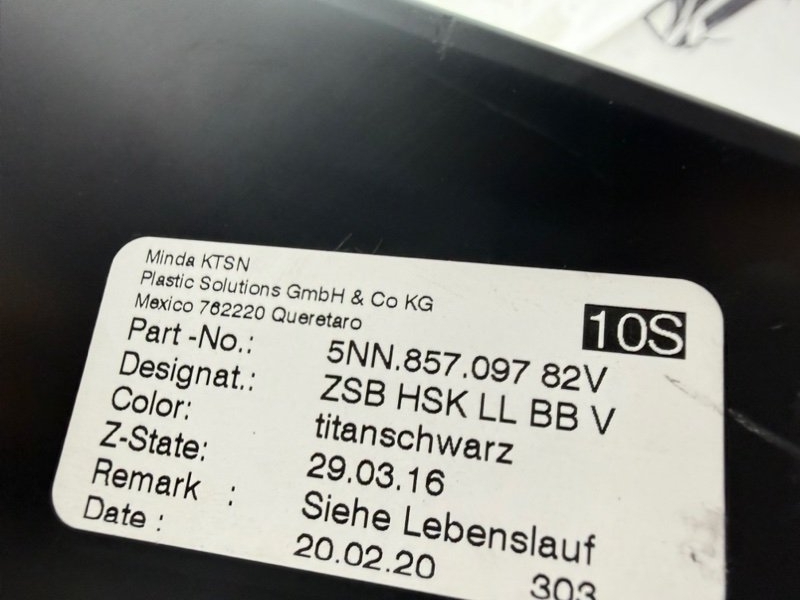 Minda KTSN
Plastic Solutions GmbH & Co KG
Mexico 762220 Queretaro
10S
Part -No.: 5NN.857.097 82V
Designat.: ZSB HSK LL BB V
Color: titanschwarz
Z-State: 29.03.16
Remark : Siehe Lebenslauf
Date : 20.02.20 303